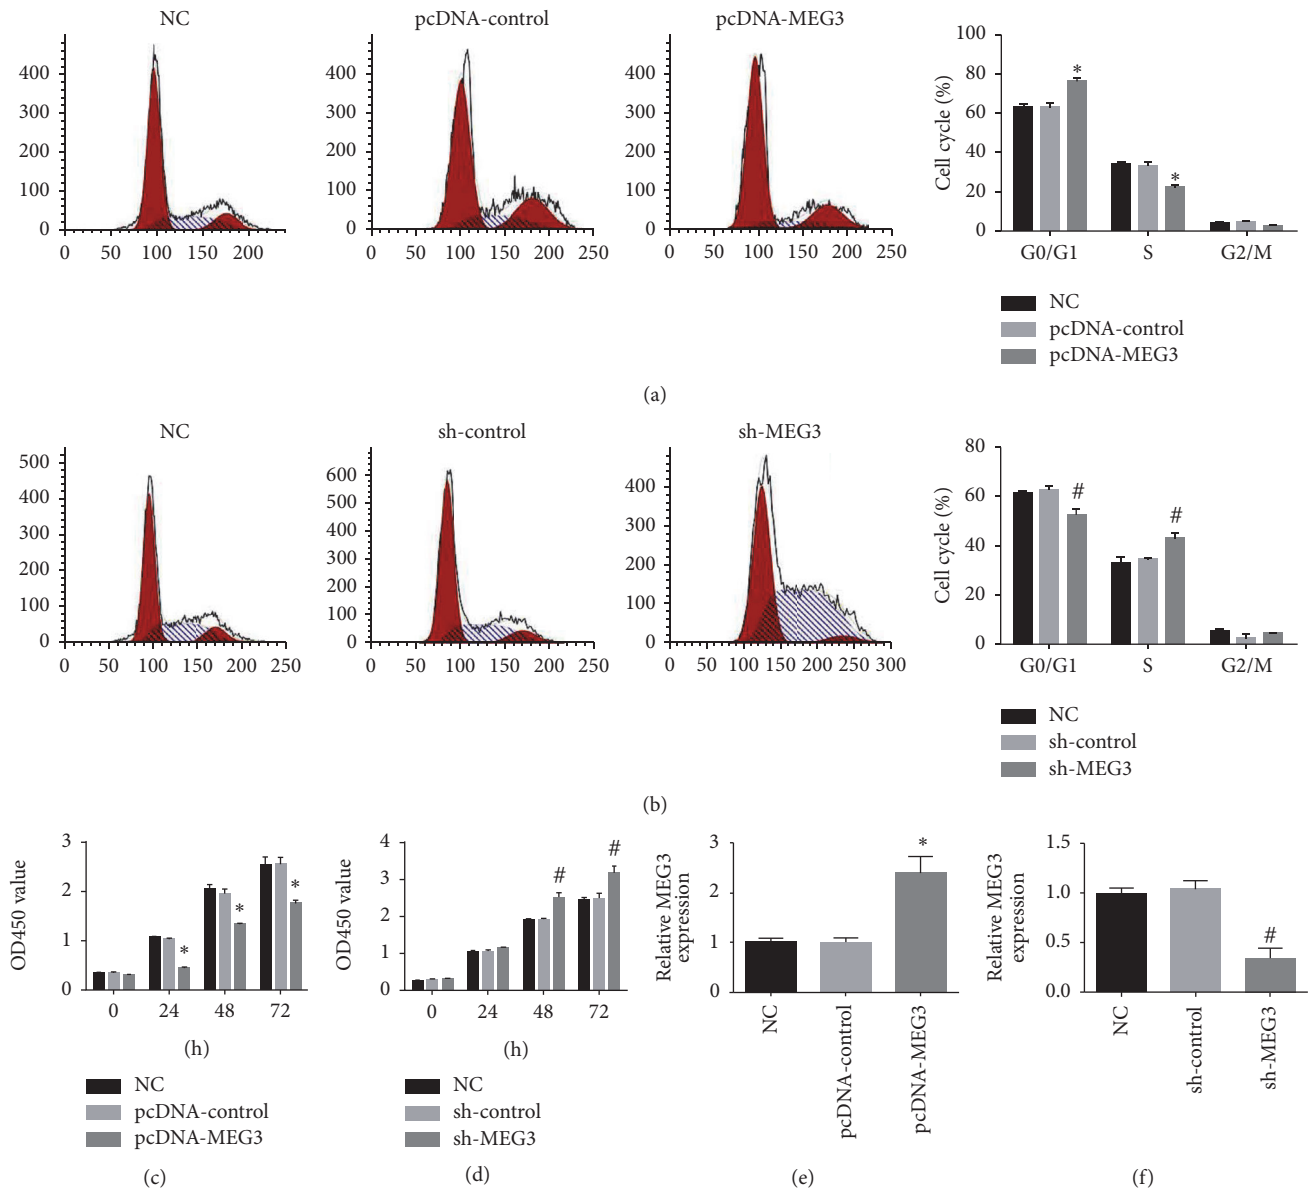 NC pcDNA-control pcDNA-MEG3
400 300 200 100 0
0 50 100 150 200
400 300 200 100 0
0 50 100 150 200 250
400 300 200 100 0
0 50 100 150 200 250
Cell cycle (%)
100 80 60 40 20 0
* *
G0/G1 S G2/M
NC
pcDNA-control
pcDNA-MEG3
(a)
NC sh-control sh-MEG3
500 400 300 200 100 0
0 50 100 150 200 250
600 500 400 300 200 100 0
0 50 100 150 200 250
400 300 200 100 0
0 50 100 150 200 250 300
Cell cycle (%)
80 60 40 20 0
# #
G0/G1 S G2/M
NC
sh-control
sh-MEG3
(b)
OD450 value
3 2 1 0
* * *
0 24 48 72
(h)
NC
pcDNA-control
pcDNA-MEG3
(c)
OD450 value
4 3 2 1 0
# #
0 24 48 72
(h)
NC
sh-control
sh-MEG3
(d)
Relative MEG3
expression
3 2 1 0
*
NC
pcDNA-control
pcDNA-MEG3
(e)
Relative MEG3
expression
1.5 1.0 0.5 0.0
#
NC
sh-control
sh-MEG3
(f)